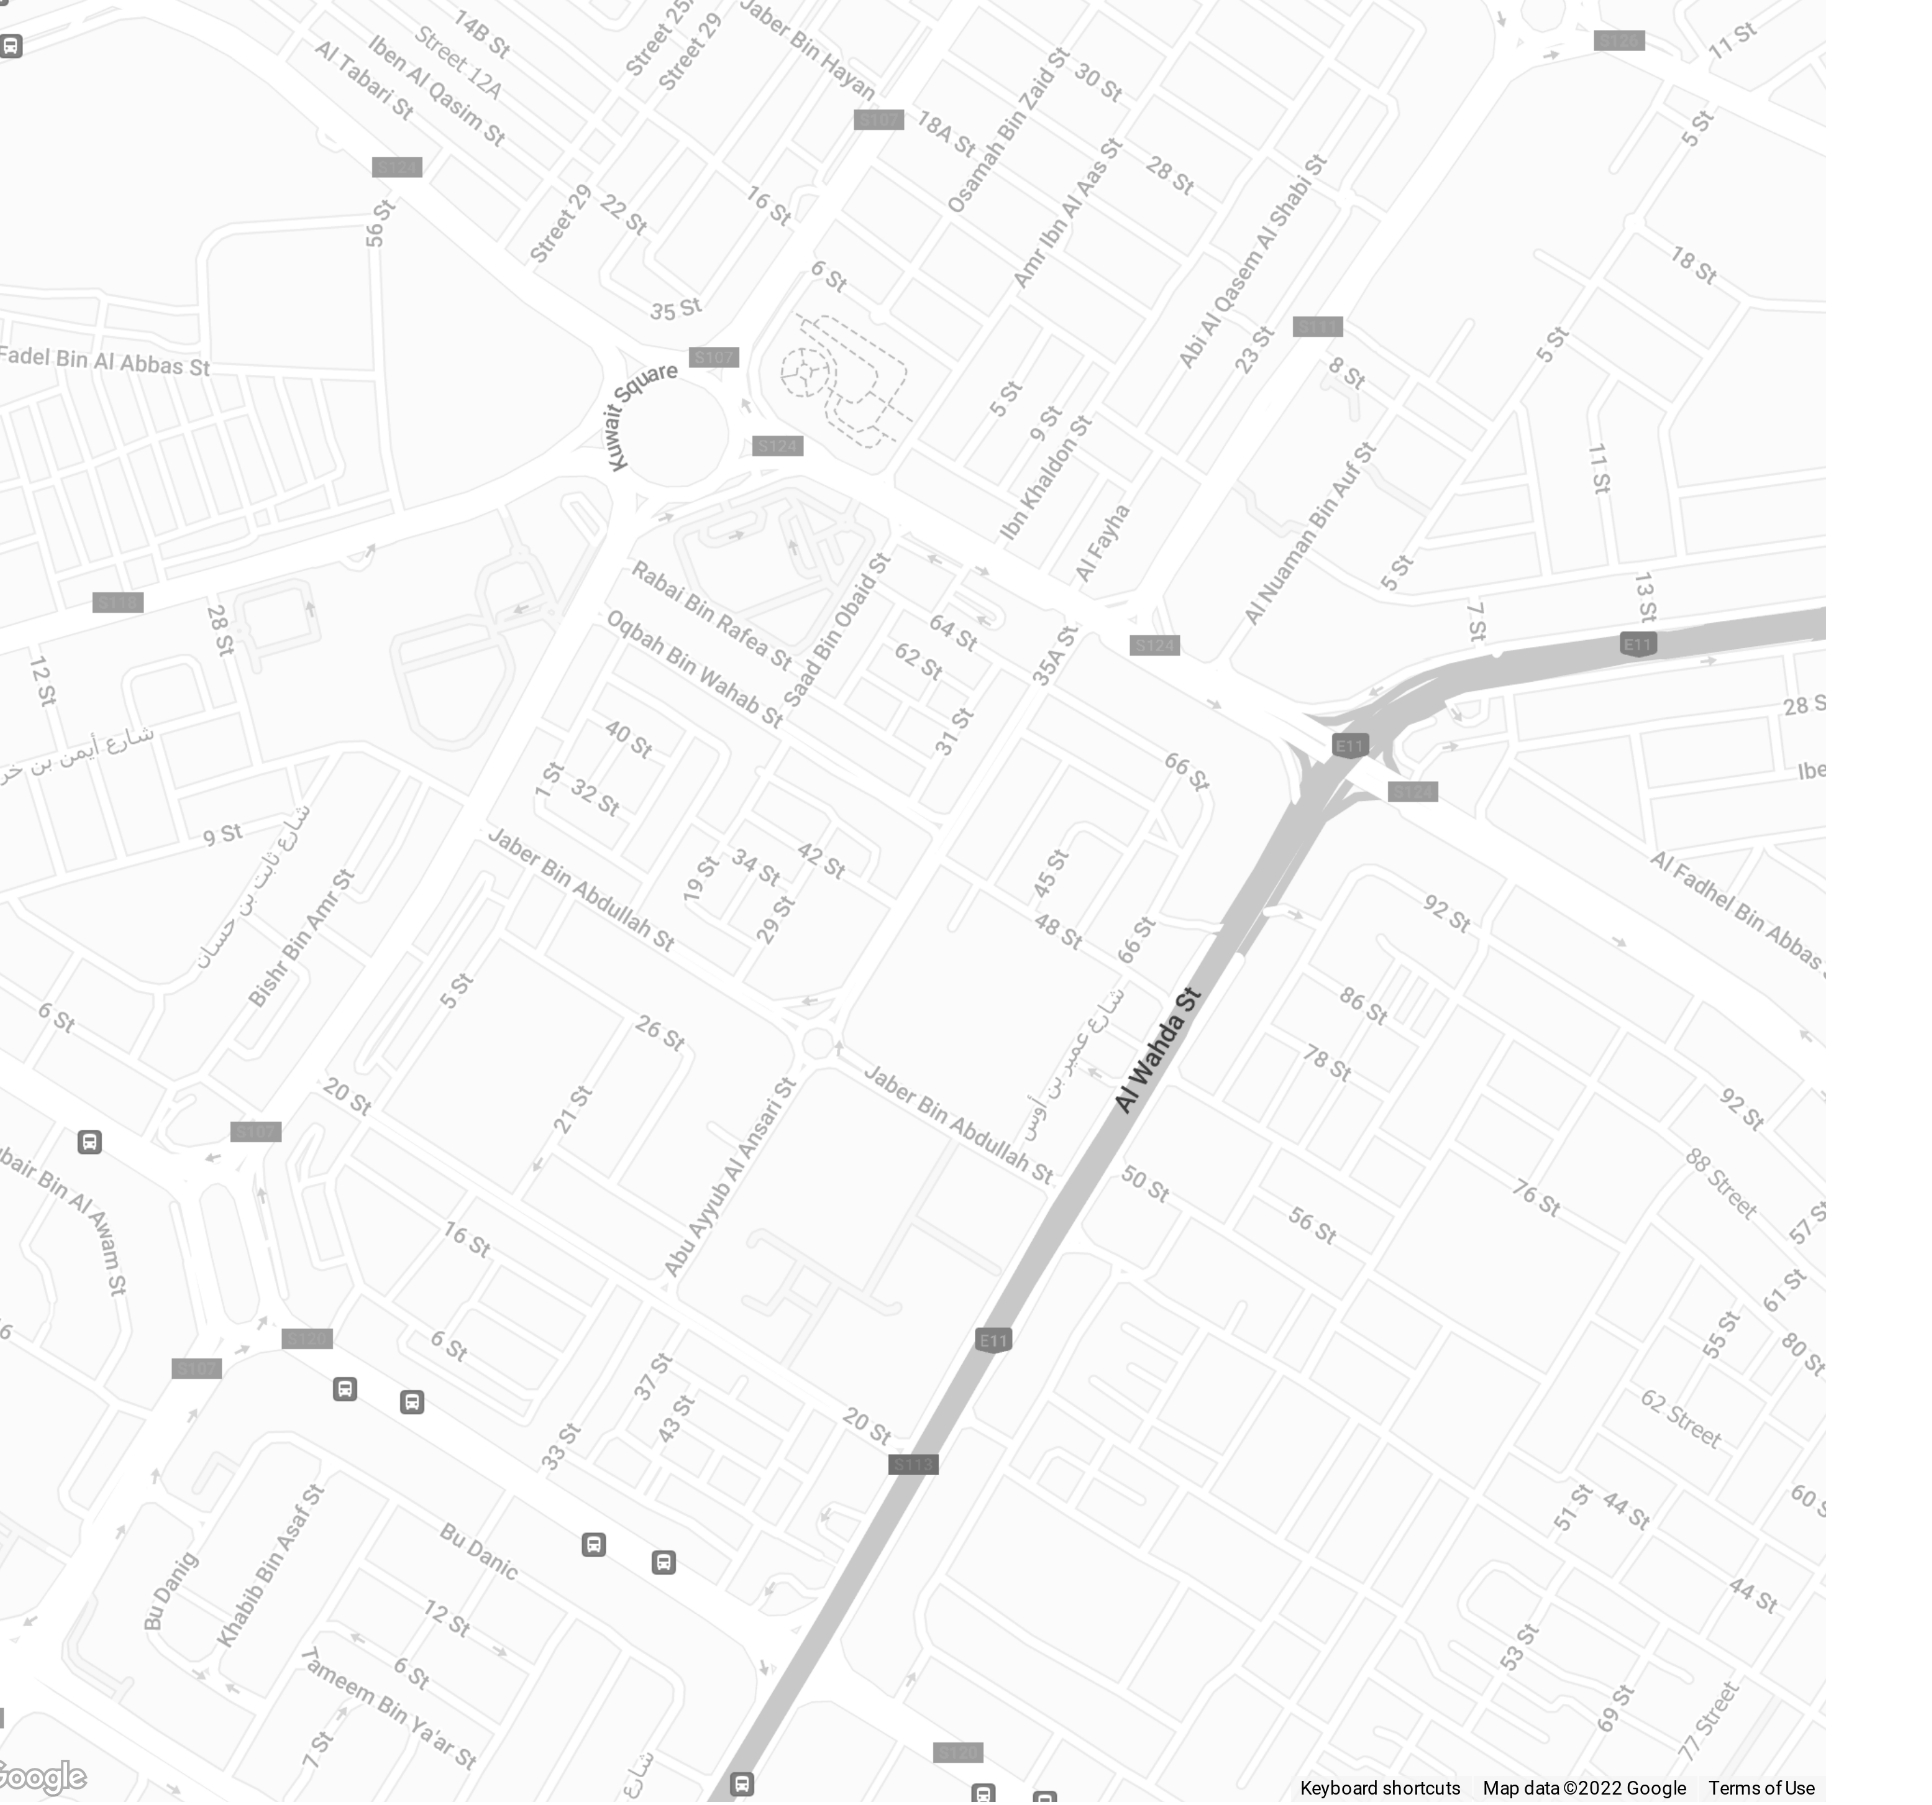 14B St
Street 12A
Iben Al Qasim St
Al Tabari St
Street 29
Jaber Bin Hayan
S107
18A St
Osamah Bin Zaid St
30 St
S126
11 St
5 St
S124
56 St
Street 29
22 St
16 St
Amr Ibn Al Aas St
28 St
Abi Al Qasem Al Shabi St
18 St
6 St
35 St
Fadel Bin Al Abbas St
S107
Kuwait Square
S124
S111
23 St
8 St
5 St
5 St
9 St
Ibn Khaldon St
Al Fayha
Al Nuaman Bin Auf St
11 St
5 St
13 St
7 St
S118
28 St
12 St
Rabai Bin Rafea St
Oqbah Bin Wahab St
Saad Bin Obaid St
64 St
62 St
35A St
S124
E11
28 S
31 St
شارع أيمن بن خر
40 St
1 St
32 St
66 St
E11
S124
Ibe
9 St
شارع ثابت بن حسان
Jaber Bin Abdullah St
19 St
34 St
42 St
29 St
45 St
48 St
66 St
Al Fadhel Bin Abbas S
92 St
Bishr Bin Amr St
5 St
6 St
26 St
شارع عمير بن أوس
Al Wahda St
86 St
78 St
20 St
21 St
Jaber Bin Abdullah St
92 St
S107
Abu Ayyub Al Ansari St
50 St
88 Street
76 St
57 St
ubair Bin Al Awam St
16 St
56 St
61 St
55 St
80 St
S120
6 St
E11
S107
37 St
43 St
20 St
62 Street
33 St
S113
51 St
44 St
60 S
Bu Danig
Khabib Bin Asaf St
Bu Danic
12 St
44 St
6 St
Tameem Bin Ya'ar St
53 St
69 St
77 Street
7 St
شارع
S120
Google
Keyboard shortcuts
Map data ©2022 Google
Terms of Use